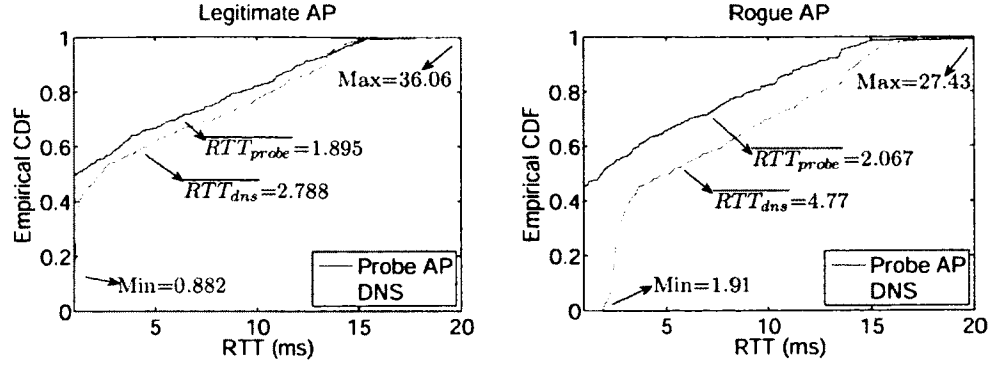 Legitimate AP
Empirical CDF
1
0.8
0.6
0.4
0.2
0
Max=36.06
RTT_probe=1.895
RTT_dns=2.788
Min=0.882
Probe AP
DNS
5
10
15
20
RTT (ms)
Rogue AP
Empirical CDF
1
0.8
0.6
0.4
0.2
0
Max=27.43
RTT_probe=2.067
RTT_dns=4.77
Min=1.91
Probe AP
DNS
5
10
15
20
RTT (ms)